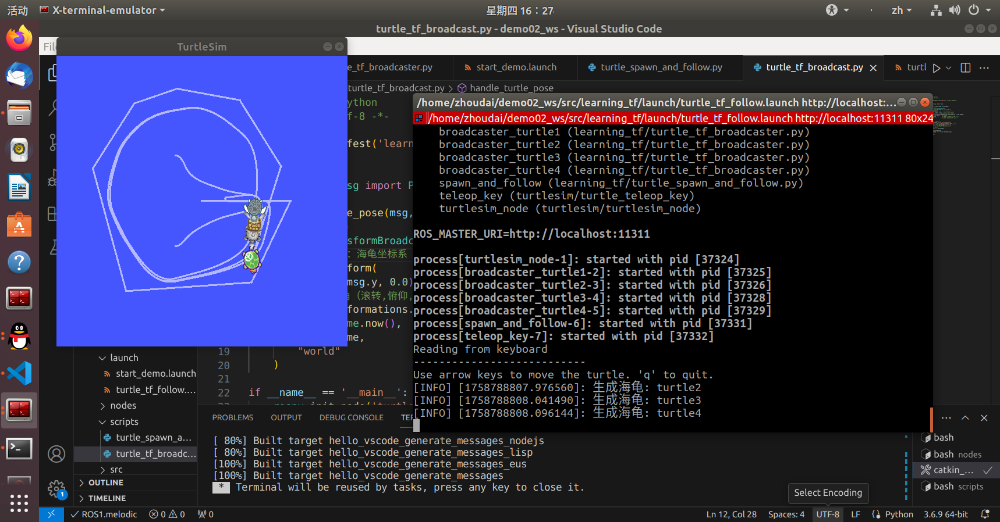 活动
X-terminal-emulator
星期四 16：27
zh
turtle_tf_broadcast.py - demo02_ws - Visual Studio Code
TurtleSim
e_tf_broadcaster.py
start_demo.launch
turtle_spawn_and_follow.py
turtle_tf_broadcast.py
turtl
turtle_tf_broadcast.py > handle_turtle_pose
ython
f-8 -*-
fest('lear
sg import P
e_pose(msg,
sformBroadc
：海龟坐标系
form(
msg.y, 0.0)
(滚转,俯仰,
formations.
me.now(),
me,
19 "world"
20 )
21
22 if __name__ == '__main__':
/home/zhoudai/demo02_ws/src/learning_tf/launch/turtle_tf_follow.launch http://localhost:...
/home/zhoudai/demo02_ws/src/learning_tf/launch/turtle_tf_follow.launch http://localhost:11311 80x24
broadcaster_turtle1 (learning_tf/turtle_tf_broadcaster.py)
broadcaster_turtle2 (learning_tf/turtle_tf_broadcaster.py)
broadcaster_turtle3 (learning_tf/turtle_tf_broadcaster.py)
broadcaster_turtle4 (learning_tf/turtle_tf_broadcaster.py)
spawn_and_follow (learning_tf/turtle_spawn_and_follow.py)
teleop_key (turtlesim/turtle_teleop_key)
turtlesim_node (turtlesim/turtlesim_node)
ROS_MASTER_URI=http://localhost:11311
process[turtlesim_node-1]: started with pid [37324]
process[broadcaster_turtle1-2]: started with pid [37325]
process[broadcaster_turtle2-3]: started with pid [37326]
process[broadcaster_turtle3-4]: started with pid [37328]
process[broadcaster_turtle4-5]: started with pid [37329]
process[spawn_and_follow-6]: started with pid [37331]
process[teleop_key-7]: started with pid [37332]
Reading from keyboard
---------------------------
Use arrow keys to move the turtle. 'q' to quit.
[INFO] [1758788807.976560]: 生成海龟: turtle2
[INFO] [1758788808.041490]: 生成海龟: turtle3
[INFO] [1758788808.096144]: 生成海龟: turtle4
launch
start_demo.launch
turtle_tf_follow....
nodes
scripts
turtle_spawn_a...
turtle_tf_broadc...
src
OUTLINE
TIMELINE
PROBLEMS
OUTPUT
DEBUG CONSOLE
TER
[ 80%] Built target hello_vscode_generate_messages_nodejs
[ 80%] Built target hello_vscode_generate_messages_lisp
[100%] Built target hello_vscode_generate_messages_eus
[100%] Built target hello_vscode_generate_messages
* Terminal will be reused by tasks, press any key to close it.
bash
bash nodes
catkin_...
bash scripts
Select Encoding
1
ROS1.melodic
0
0
0
Ln 12, Col 28
Spaces: 4
UTF-8
LF
Python
3.6.9 64-bit